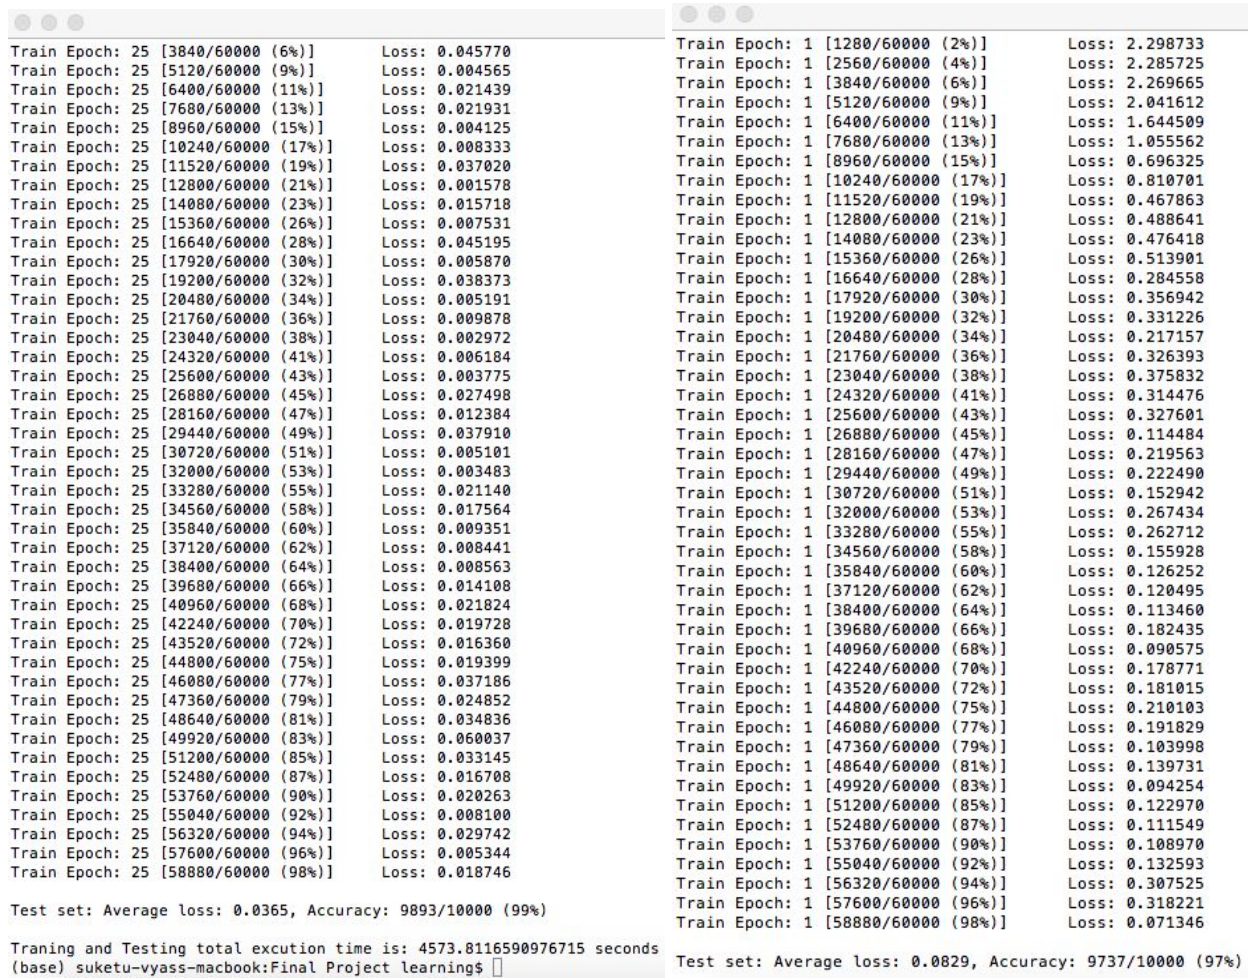 Train Epoch: 25 [3840/60000 (6%)] Loss: 0.045770
Train Epoch: 25 [5120/60000 (9%)] Loss: 0.004565
Train Epoch: 25 [6400/60000 (11%)] Loss: 0.021439
Train Epoch: 25 [7680/60000 (13%)] Loss: 0.021931
Train Epoch: 25 [8960/60000 (15%)] Loss: 0.004125
Train Epoch: 25 [10240/60000 (17%)] Loss: 0.008333
Train Epoch: 25 [11520/60000 (19%)] Loss: 0.037020
Train Epoch: 25 [12800/60000 (21%)] Loss: 0.001578
Train Epoch: 25 [14080/60000 (23%)] Loss: 0.015718
Train Epoch: 25 [15360/60000 (26%)] Loss: 0.007531
Train Epoch: 25 [16640/60000 (28%)] Loss: 0.045195
Train Epoch: 25 [17920/60000 (30%)] Loss: 0.005870
Train Epoch: 25 [19200/60000 (32%)] Loss: 0.038373
Train Epoch: 25 [20480/60000 (34%)] Loss: 0.005191
Train Epoch: 25 [21760/60000 (36%)] Loss: 0.009878
Train Epoch: 25 [23040/60000 (38%)] Loss: 0.002972
Train Epoch: 25 [24320/60000 (41%)] Loss: 0.006184
Train Epoch: 25 [25600/60000 (43%)] Loss: 0.003775
Train Epoch: 25 [26880/60000 (45%)] Loss: 0.027498
Train Epoch: 25 [28160/60000 (47%)] Loss: 0.012384
Train Epoch: 25 [29440/60000 (49%)] Loss: 0.037910
Train Epoch: 25 [30720/60000 (51%)] Loss: 0.005101
Train Epoch: 25 [32000/60000 (53%)] Loss: 0.003483
Train Epoch: 25 [33280/60000 (55%)] Loss: 0.021140
Train Epoch: 25 [34560/60000 (58%)] Loss: 0.017564
Train Epoch: 25 [35840/60000 (60%)] Loss: 0.009351
Train Epoch: 25 [37120/60000 (62%)] Loss: 0.008441
Train Epoch: 25 [38400/60000 (64%)] Loss: 0.008563
Train Epoch: 25 [39680/60000 (66%)] Loss: 0.014108
Train Epoch: 25 [40960/60000 (68%)] Loss: 0.021824
Train Epoch: 25 [42240/60000 (70%)] Loss: 0.019728
Train Epoch: 25 [43520/60000 (72%)] Loss: 0.016360
Train Epoch: 25 [44800/60000 (75%)] Loss: 0.019399
Train Epoch: 25 [46080/60000 (77%)] Loss: 0.037186
Train Epoch: 25 [47360/60000 (79%)] Loss: 0.024852
Train Epoch: 25 [48640/60000 (81%)] Loss: 0.034836
Train Epoch: 25 [49920/60000 (83%)] Loss: 0.060037
Train Epoch: 25 [51200/60000 (85%)] Loss: 0.033145
Train Epoch: 25 [52480/60000 (87%)] Loss: 0.016708
Train Epoch: 25 [53760/60000 (90%)] Loss: 0.020263
Train Epoch: 25 [55040/60000 (92%)] Loss: 0.008100
Train Epoch: 25 [56320/60000 (94%)] Loss: 0.029742
Train Epoch: 25 [57600/60000 (96%)] Loss: 0.005344
Train Epoch: 25 [58880/60000 (98%)] Loss: 0.018746
Test set: Average loss: 0.0365, Accuracy: 9893/10000 (99%)
Traning and Testing total excution time is: 4573.8116590976715 seconds
(base) suketu-vyass-macbook:Final Project learning$
Train Epoch: 1 [1280/60000 (2%)] Loss: 2.298733
Train Epoch: 1 [2560/60000 (4%)] Loss: 2.285725
Train Epoch: 1 [3840/60000 (6%)] Loss: 2.269665
Train Epoch: 1 [5120/60000 (9%)] Loss: 2.041612
Train Epoch: 1 [6400/60000 (11%)] Loss: 1.644509
Train Epoch: 1 [7680/60000 (13%)] Loss: 1.055562
Train Epoch: 1 [8960/60000 (15%)] Loss: 0.696325
Train Epoch: 1 [10240/60000 (17%)] Loss: 0.810701
Train Epoch: 1 [11520/60000 (19%)] Loss: 0.467863
Train Epoch: 1 [12800/60000 (21%)] Loss: 0.488641
Train Epoch: 1 [14080/60000 (23%)] Loss: 0.476418
Train Epoch: 1 [15360/60000 (26%)] Loss: 0.513901
Train Epoch: 1 [16640/60000 (28%)] Loss: 0.284558
Train Epoch: 1 [17920/60000 (30%)] Loss: 0.356942
Train Epoch: 1 [19200/60000 (32%)] Loss: 0.331226
Train Epoch: 1 [20480/60000 (34%)] Loss: 0.217157
Train Epoch: 1 [21760/60000 (36%)] Loss: 0.326393
Train Epoch: 1 [23040/60000 (38%)] Loss: 0.375832
Train Epoch: 1 [24320/60000 (41%)] Loss: 0.314476
Train Epoch: 1 [25600/60000 (43%)] Loss: 0.327601
Train Epoch: 1 [26880/60000 (45%)] Loss: 0.114484
Train Epoch: 1 [28160/60000 (47%)] Loss: 0.219563
Train Epoch: 1 [29440/60000 (49%)] Loss: 0.222490
Train Epoch: 1 [30720/60000 (51%)] Loss: 0.152942
Train Epoch: 1 [32000/60000 (53%)] Loss: 0.267434
Train Epoch: 1 [33280/60000 (55%)] Loss: 0.262712
Train Epoch: 1 [34560/60000 (58%)] Loss: 0.155928
Train Epoch: 1 [35840/60000 (60%)] Loss: 0.126252
Train Epoch: 1 [37120/60000 (62%)] Loss: 0.120495
Train Epoch: 1 [38400/60000 (64%)] Loss: 0.113460
Train Epoch: 1 [39680/60000 (66%)] Loss: 0.182435
Train Epoch: 1 [40960/60000 (68%)] Loss: 0.090575
Train Epoch: 1 [42240/60000 (70%)] Loss: 0.178771
Train Epoch: 1 [43520/60000 (72%)] Loss: 0.181015
Train Epoch: 1 [44800/60000 (75%)] Loss: 0.210103
Train Epoch: 1 [46080/60000 (77%)] Loss: 0.191829
Train Epoch: 1 [47360/60000 (79%)] Loss: 0.103998
Train Epoch: 1 [48640/60000 (81%)] Loss: 0.139731
Train Epoch: 1 [49920/60000 (83%)] Loss: 0.094254
Train Epoch: 1 [51200/60000 (85%)] Loss: 0.122970
Train Epoch: 1 [52480/60000 (87%)] Loss: 0.111549
Train Epoch: 1 [53760/60000 (90%)] Loss: 0.108970
Train Epoch: 1 [55040/60000 (92%)] Loss: 0.132593
Train Epoch: 1 [56320/60000 (94%)] Loss: 0.307525
Train Epoch: 1 [57600/60000 (96%)] Loss: 0.318221
Train Epoch: 1 [58880/60000 (98%)] Loss: 0.071346
Test set: Average loss: 0.0829, Accuracy: 9737/10000 (97%)